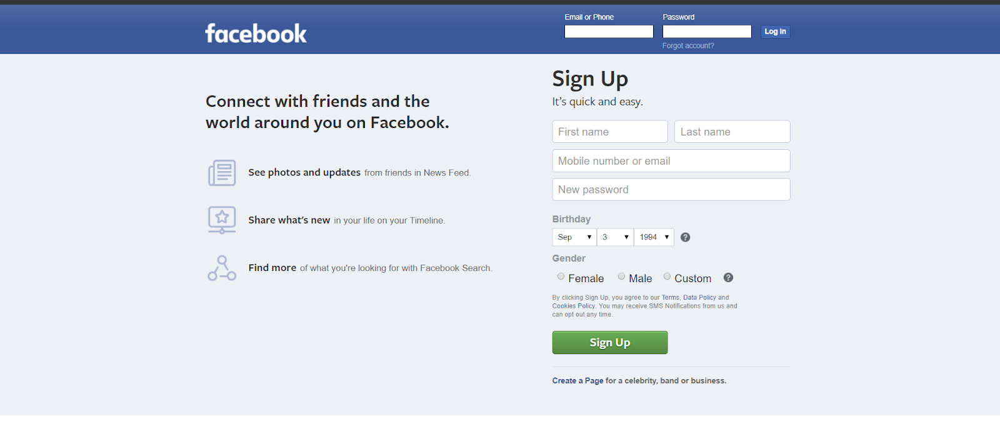 facebook
Email or Phone
Password
Log In
Forgot account?
Connect with friends and the
world around you on Facebook.
See photos and updates from friends in News Feed.
Share what's new in your life on your Timeline.
Find more of what you're looking for with Facebook Search.
Sign Up
It's quick and easy.
First name
Last name
Mobile number or email
New password
Birthday
Sep 3 1994 ?
Gender
Female Male Custom ?
By clicking Sign Up, you agree to our Terms, Data Policy and
Cookies Policy. You may receive SMS Notifications from us and
can opt out any time.
Sign Up
Create a Page for a celebrity, band or business.